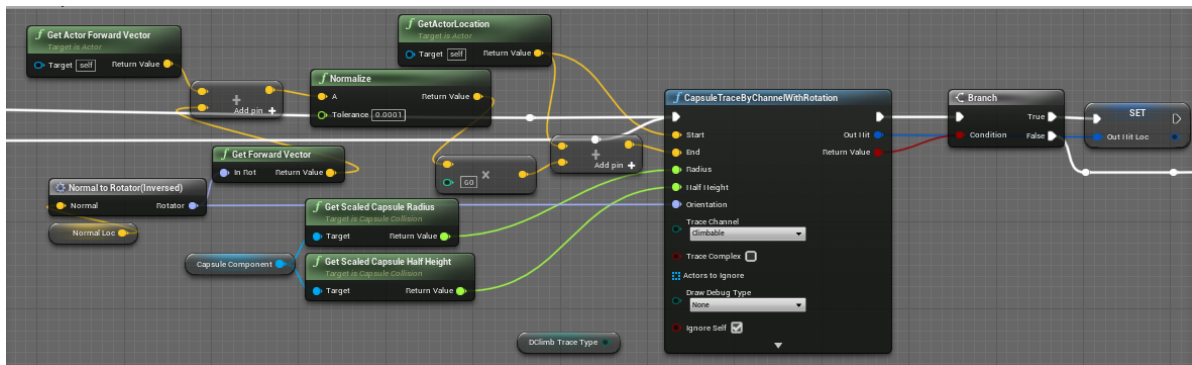 Get Actor Forward Vector
Target is Actor
Target self Return Value
Add pin +
Normalize
A Return Value
Tolerance 0.0001
GetActorLocation
Target is Actor
Target self Return Value
Get Forward Vector
In Rot Return Value
Normal to Rotator(Inversed)
Normal Rotator
Normal Loc
60
Add pin +
Get Scaled Capsule Radius
Target is Capsule Collision
Target Return Value
Capsule Component
Get Scaled Capsule Half Height
Target is Capsule Collision
Target Return Value
DClimb Trace Type
CapsuleTraceByChannelWithRotation
Start Out Hit
End Return Value
Radius
Half Height
Orientation
Trace Channel
Climbable
Trace Complex
Actors to Ignore
Draw Debug Type
None
Ignore Self
Branch
True
Condition False
SET
Out Hit Loc